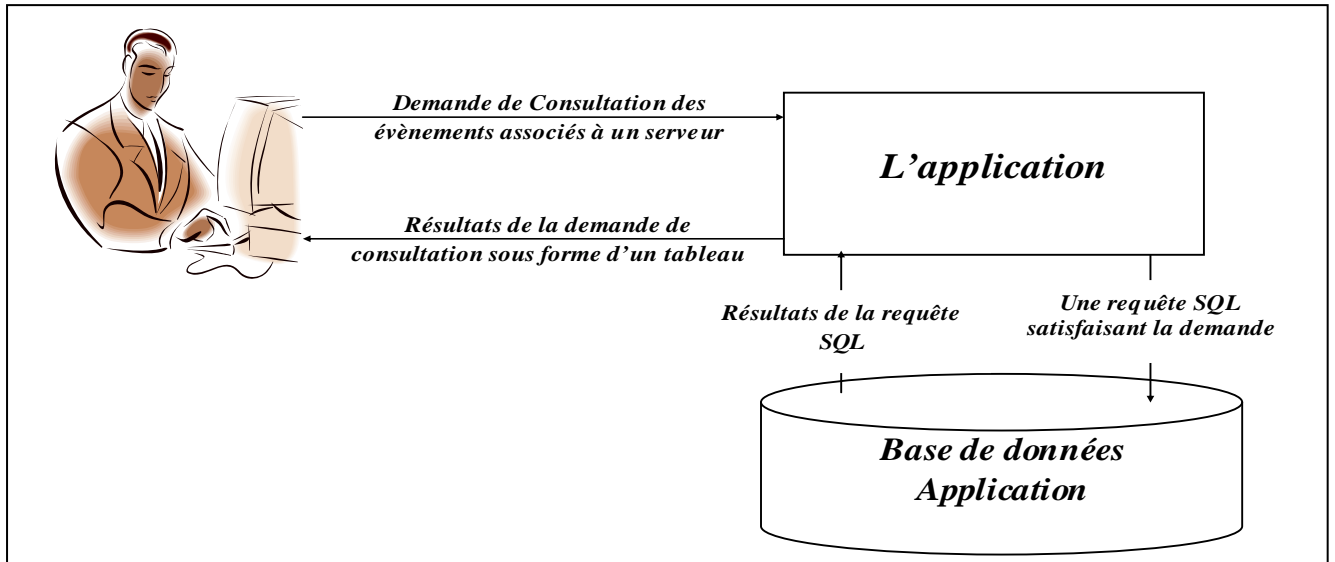 Demande de Consultation des
évènements associés à un serveur
L'application
Résultats de la demande de
consultation sous forme d'un tableau
Résultats de la requête
SQL
Une requête SQL
satisfaisant la demande
Base de données
Application